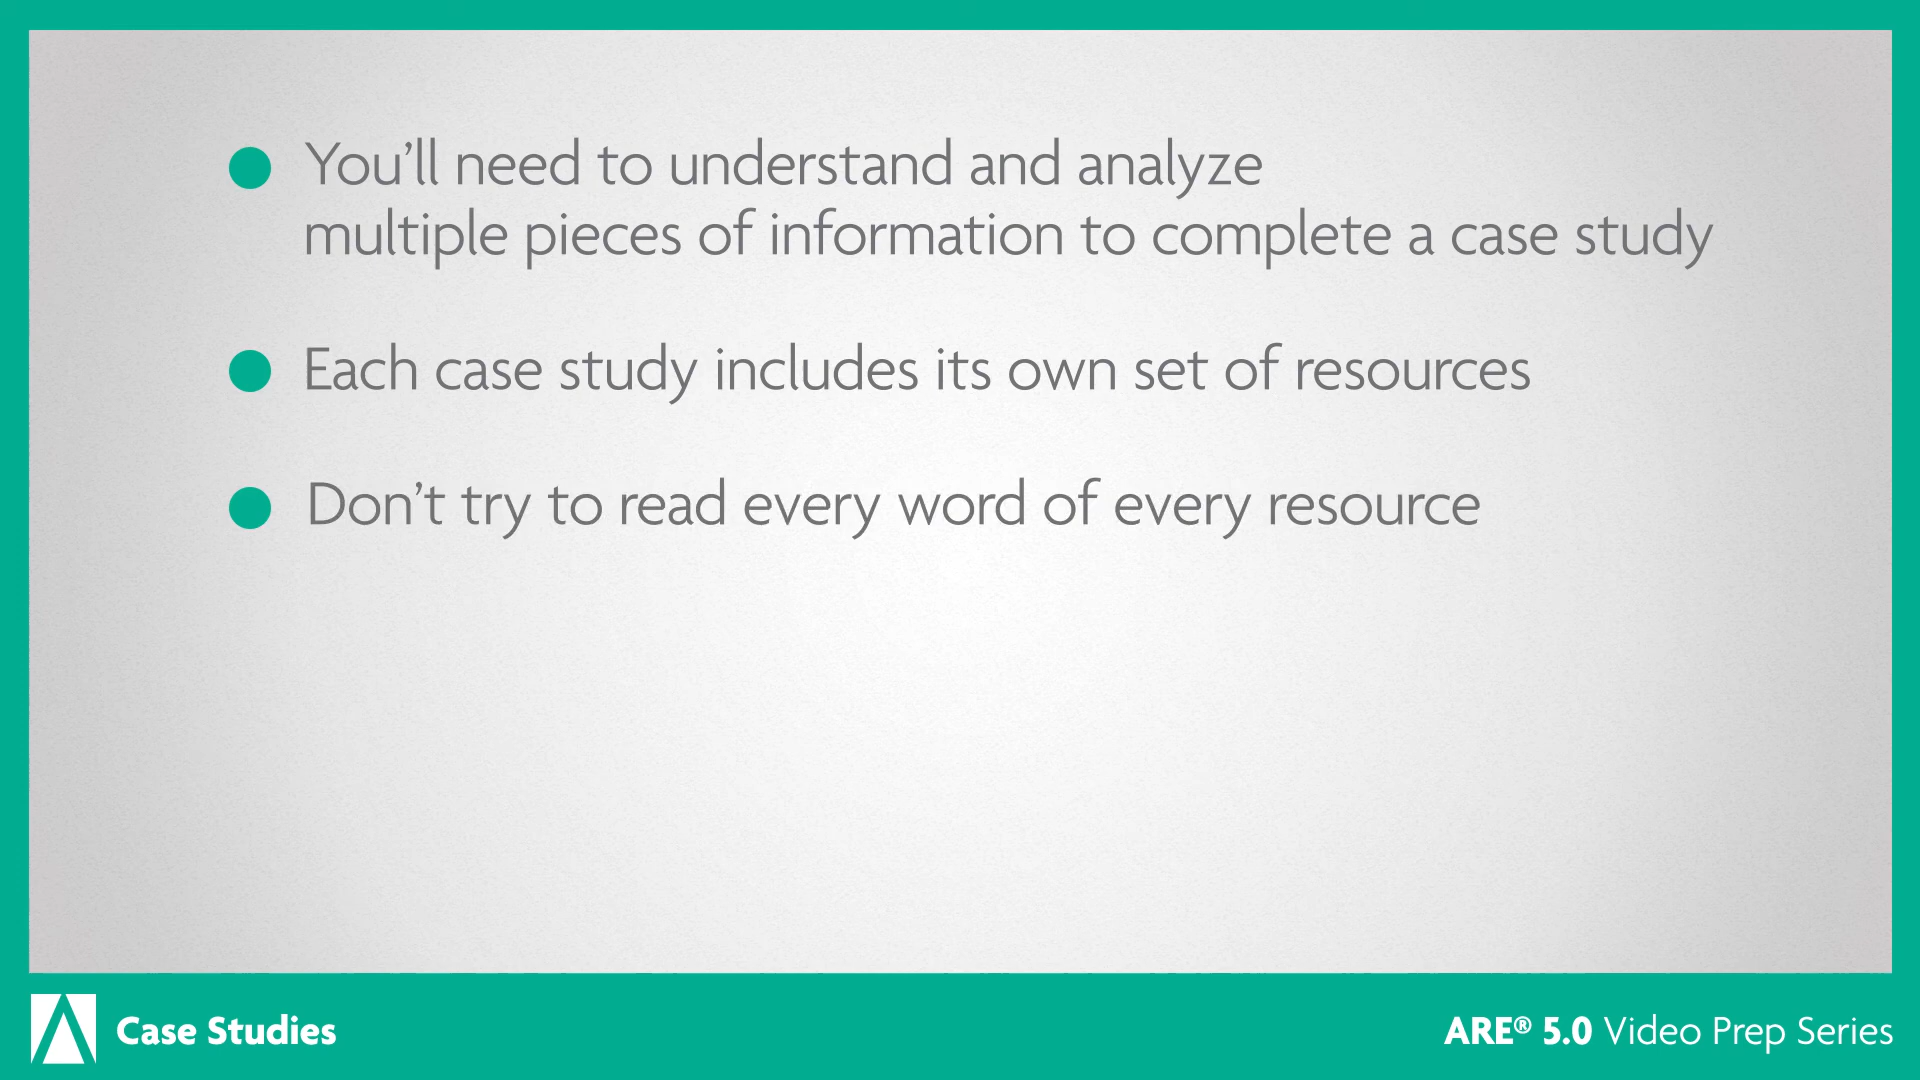 You’ll need to understand and analyze
multiple pieces of information to complete a case study
Each case study includes its own set of resources
Don’t try to read every word of every resource
Case Studies
ARE® 5.0 Video Prep Series